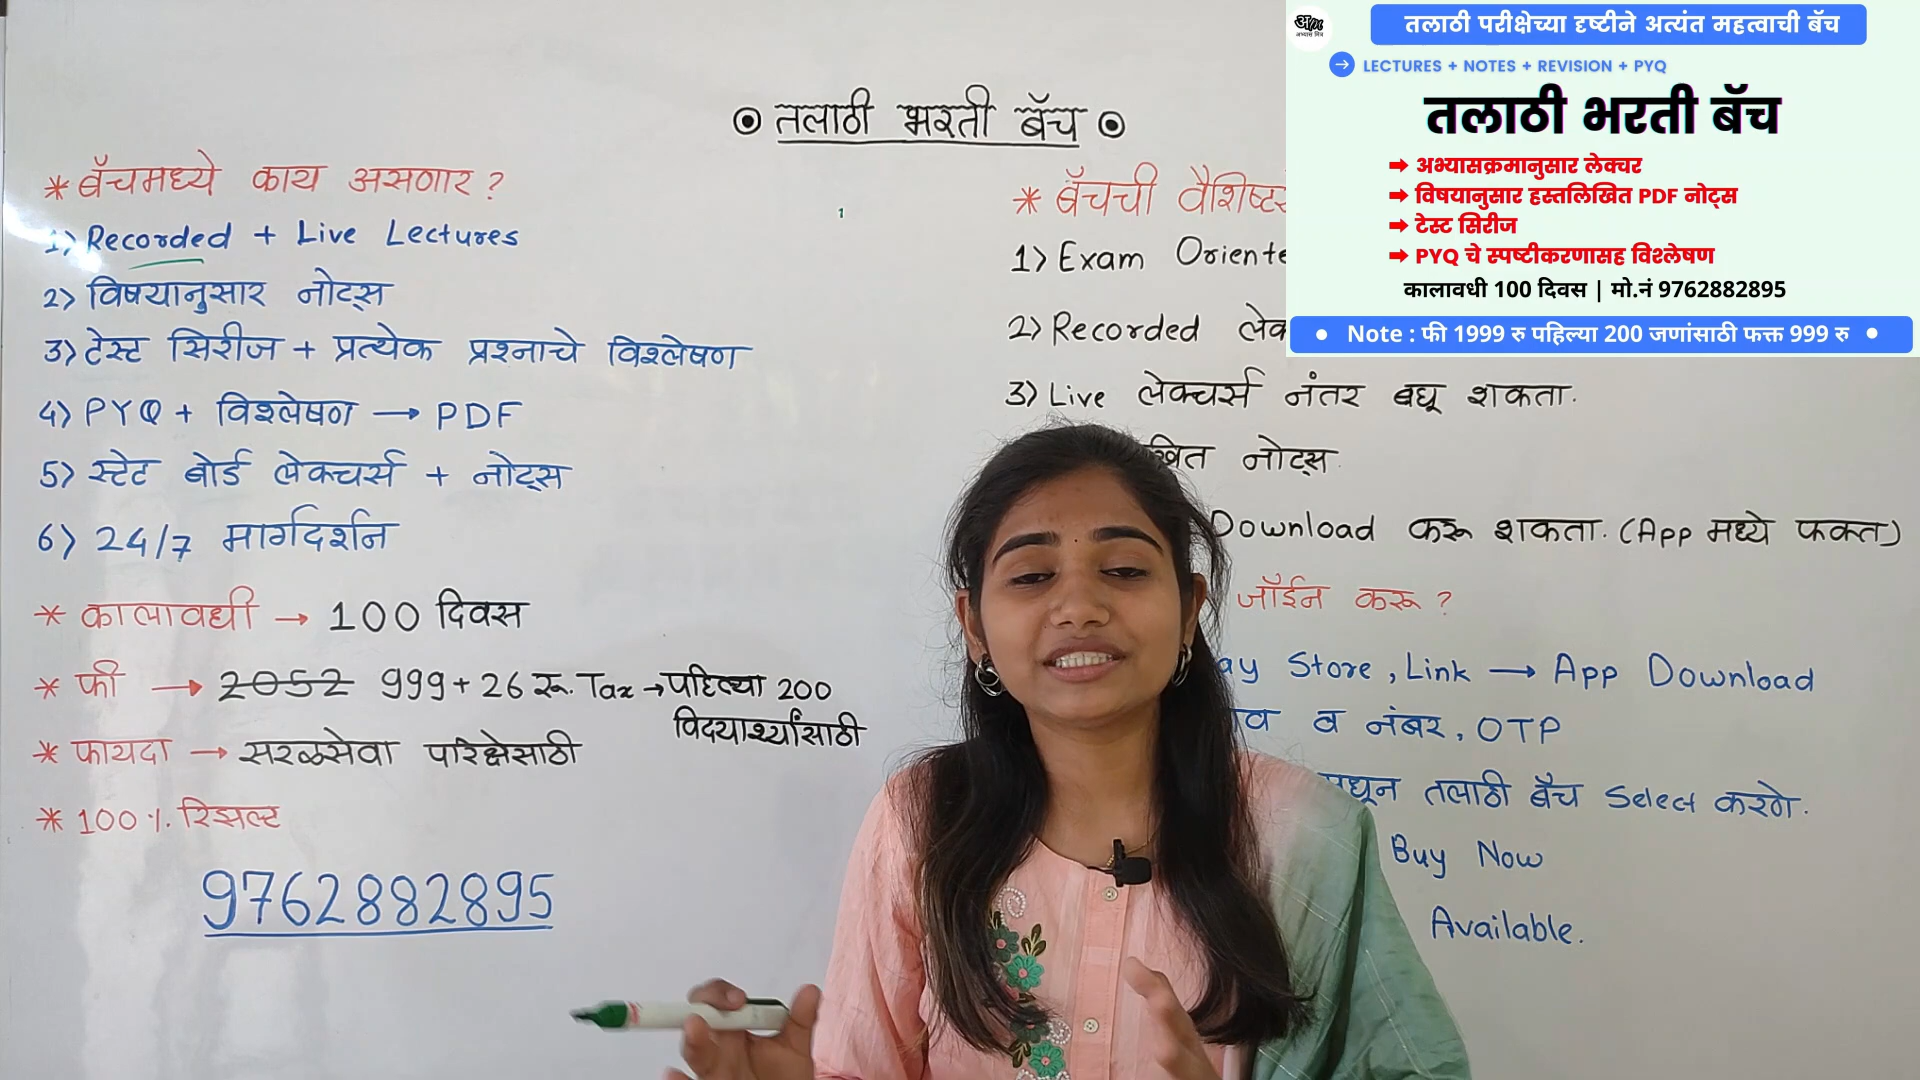 तलाठी भरती बॅच
* बॅचमध्ये काय असणार?
1) Recorded + Live Lectures
2) विषयानुसार नोट्स
3) टेस्ट सिरीज + प्रत्येक प्रश्नाचे विश्लेषण
4) PYQ + विश्लेषण → PDF
5) स्टेट बोर्ड लेक्चर्स + नोट्स
6) 24/7 मार्गदर्शन
* कालावधी → 100 दिवस
* फी → 2052 999 + 26 रू. Tax → पहिल्या 200
विद्यार्थ्यांसाठी
* फायदा → सरळसेवा परिक्षेसाठी
* 100% रिझल्ट
9762882895
* बॅचची
1) Exam
2) Recorded
3) Live लेक्चर्स नंतर बघू शकता.
नोट्स.
Download करू शकता. (App मध्ये फक्त)
जॉईन करू?
Store, Link → App Download
व नंबर, OTP
तलाठी बॅच Select करणे.
Buy Now
Available.
अभ्यास मित्र
तलाठी परीक्षेच्या दृष्टीने अत्यंत महत्वाची बॅच
→ LECTURES + NOTES + REVISION + PYQ
तलाठी भरती बॅच
➡ अभ्यासक्रमानुसार लेक्चर
➡ विषयानुसार हस्तलिखित PDF नोट्स
➡ टेस्ट सिरीज
➡ PYQ चे स्पष्टीकरणासह विश्लेषण
कालावधी 100 दिवस | मो.नं 9762882895
• Note : फी 1999 रु पहिल्या 200 जणांसाठी फक्त 999 रु •